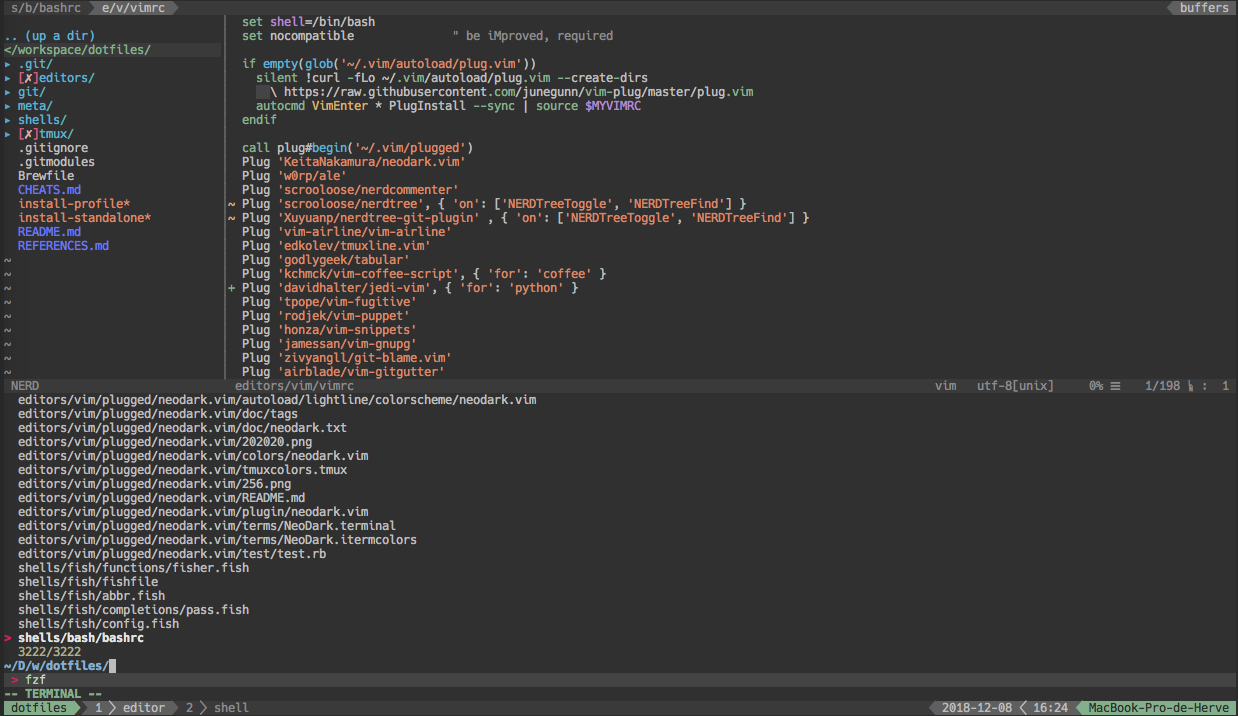 s/b/bashrc e/v/vimrc buffers
.. (up a dir)
</workspace/dotfiles/
▸ .git/
▸ [✗]editors/
▸ git/
▸ meta/
▸ shells/
▸ [✗]tmux/
.gitignore
.gitmodules
Brewfile
CHEATS.md
install-profile*
install-standalone*
README.md
REFERENCES.md
~
~
~
~
~
~
~
~
~
set shell=/bin/bash
set nocompatible " be iMproved, required
if empty(glob('~/.vim/autoload/plug.vim'))
silent !curl -fLo ~/.vim/autoload/plug.vim --create-dirs
\ https://raw.githubusercontent.com/junegunn/vim-plug/master/plug.vim
autocmd VimEnter * PlugInstall --sync | source $MYVIMRC
endif
call plug#begin('~/.vim/plugged')
Plug 'KeitaNakamura/neodark.vim'
Plug 'w0rp/ale'
Plug 'scrooloose/nerdcommenter'
~ Plug 'scrooloose/nerdtree', { 'on': ['NERDTreeToggle', 'NERDTreeFind'] }
~ Plug 'Xuyuanp/nerdtree-git-plugin' , { 'on': ['NERDTreeToggle', 'NERDTreeFind'] }
Plug 'vim-airline/vim-airline'
Plug 'edkolev/tmuxline.vim'
Plug 'godlygeek/tabular'
Plug 'kchmck/vim-coffee-script', { 'for': 'coffee' }
+ Plug 'davidhalter/jedi-vim', { 'for': 'python' }
Plug 'tpope/vim-fugitive'
Plug 'rodjek/vim-puppet'
Plug 'honza/vim-snippets'
Plug 'jamessan/vim-gnupg'
Plug 'zivyangll/git-blame.vim'
Plug 'airblade/vim-gitgutter'
NERD editors/vim/vimrc vim utf-8[unix] 0% ☰ 1/198 ㏑ : 1
editors/vim/plugged/neodark.vim/autoload/lightline/colorscheme/neodark.vim
editors/vim/plugged/neodark.vim/doc/tags
editors/vim/plugged/neodark.vim/doc/neodark.txt
editors/vim/plugged/neodark.vim/202020.png
editors/vim/plugged/neodark.vim/colors/neodark.vim
editors/vim/plugged/neodark.vim/tmuxcolors.tmux
editors/vim/plugged/neodark.vim/256.png
editors/vim/plugged/neodark.vim/README.md
editors/vim/plugged/neodark.vim/plugin/neodark.vim
editors/vim/plugged/neodark.vim/terms/NeoDark.terminal
editors/vim/plugged/neodark.vim/terms/NeoDark.itermcolors
editors/vim/plugged/neodark.vim/test/test.rb
shells/fish/functions/fisher.fish
shells/fish/fishfile
shells/fish/abbr.fish
shells/fish/completions/pass.fish
shells/fish/config.fish
> shells/bash/bashrc
3222/3222
~/D/w/dotfiles/
> fzf
-- TERMINAL --
dotfiles 1 editor 2 shell 2018-12-08 16:24 MacBook-Pro-de-Herve